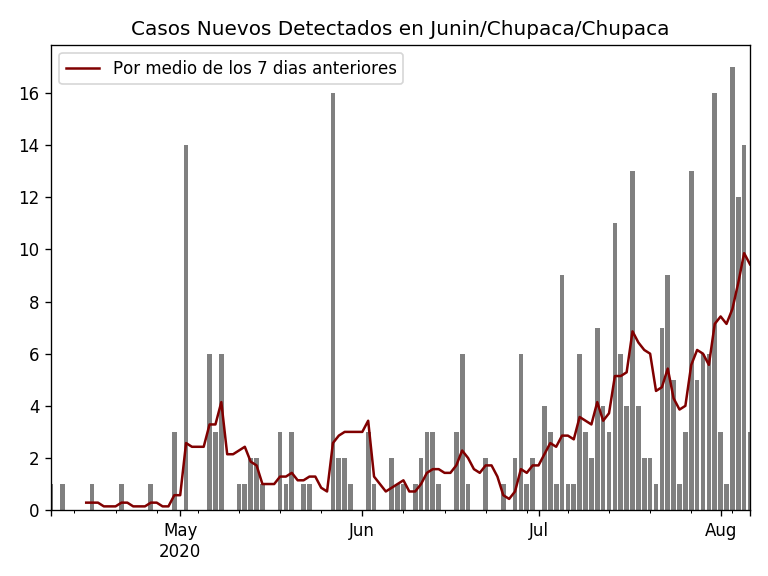 Casos Nuevos Detectados en Junin/Chupaca/Chupaca
Por medio de los 7 dias anteriores
16
14
12
10
8
6
4
2
0
May
2020
Jun
Jul
Aug